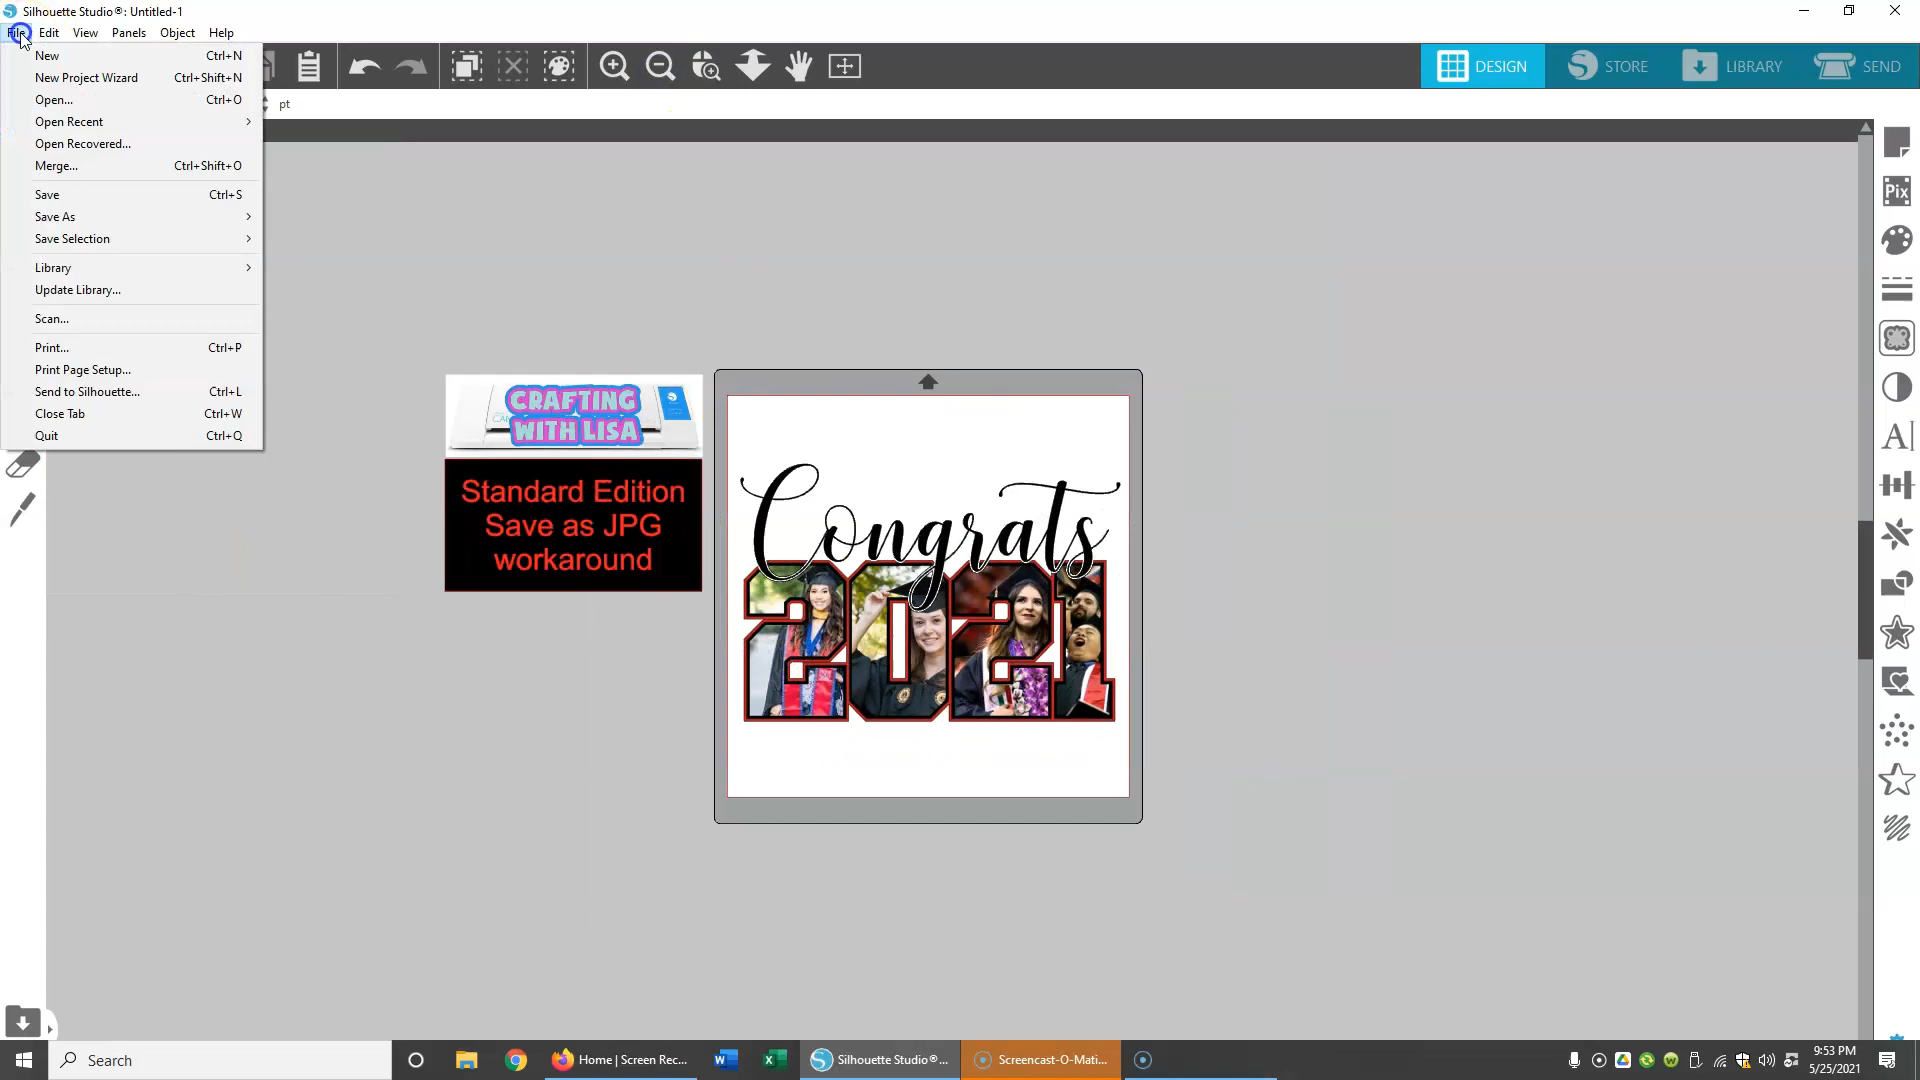 Silhouette Studio®: Untitled-1
File Edit View Panels Object Help
New Ctrl+N
New Project Wizard Ctrl+Shift+N
Open... Ctrl+O
Open Recent
Open Recovered...
Merge... Ctrl+Shift+O
Save Ctrl+S
Save As
Save Selection
Library
Update Library...
Scan...
Print... Ctrl+P
Print Page Setup...
Send to Silhouette... Ctrl+L
Close Tab Ctrl+W
Quit Ctrl+Q
pt
DESIGN STORE LIBRARY SEND
Pix
A
CRAFTING
WITH LISA
Standard Edition
Save as JPG
workaround
Congrats
2021
Search
Home | Screen Rec...
Silhouette Studio®...
Screencast-O-Mati...
9:53 PM
5/25/2021